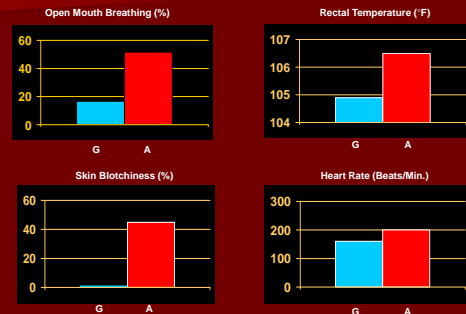 Open Mouth Breathing (%)
60
40
20
0
G A
Rectal Temperature (°F)
107
106
105
104
G A
Skin Blotchiness (%)
60
40
20
0
G A
Heart Rate (Beats/Min.)
300
200
100
0
G A